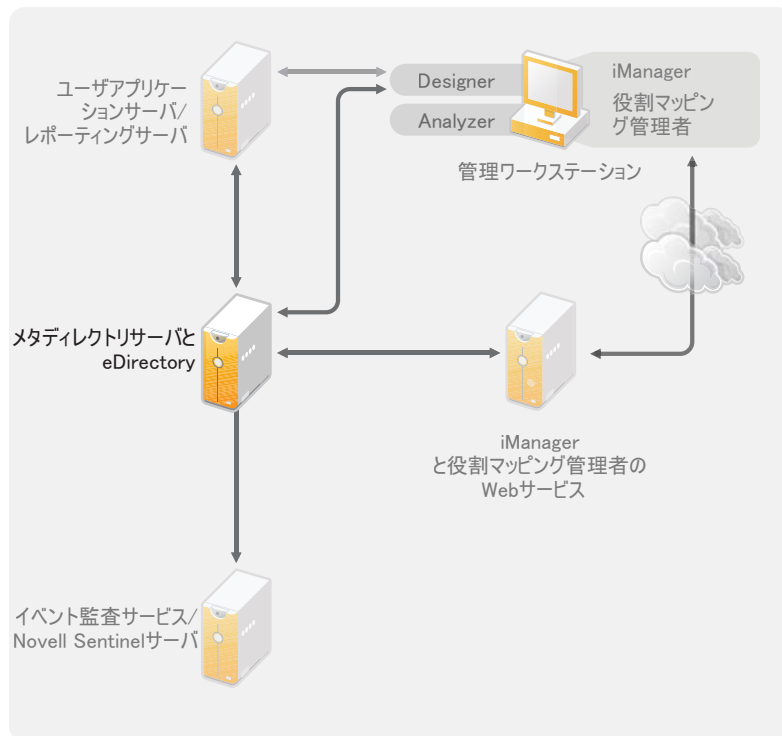 ユーザアプリケー
ションサーバ/
レポーティングサーバ
Designer
Analyzer
iManager
役割マッピン
グ管理者
管理ワークステーション
メタディレクトリサーバと
eDirectory
iManager
と役割マッピング管理者の
Webサービス
イベント監査サービス/
Novell Sentinelサーバ